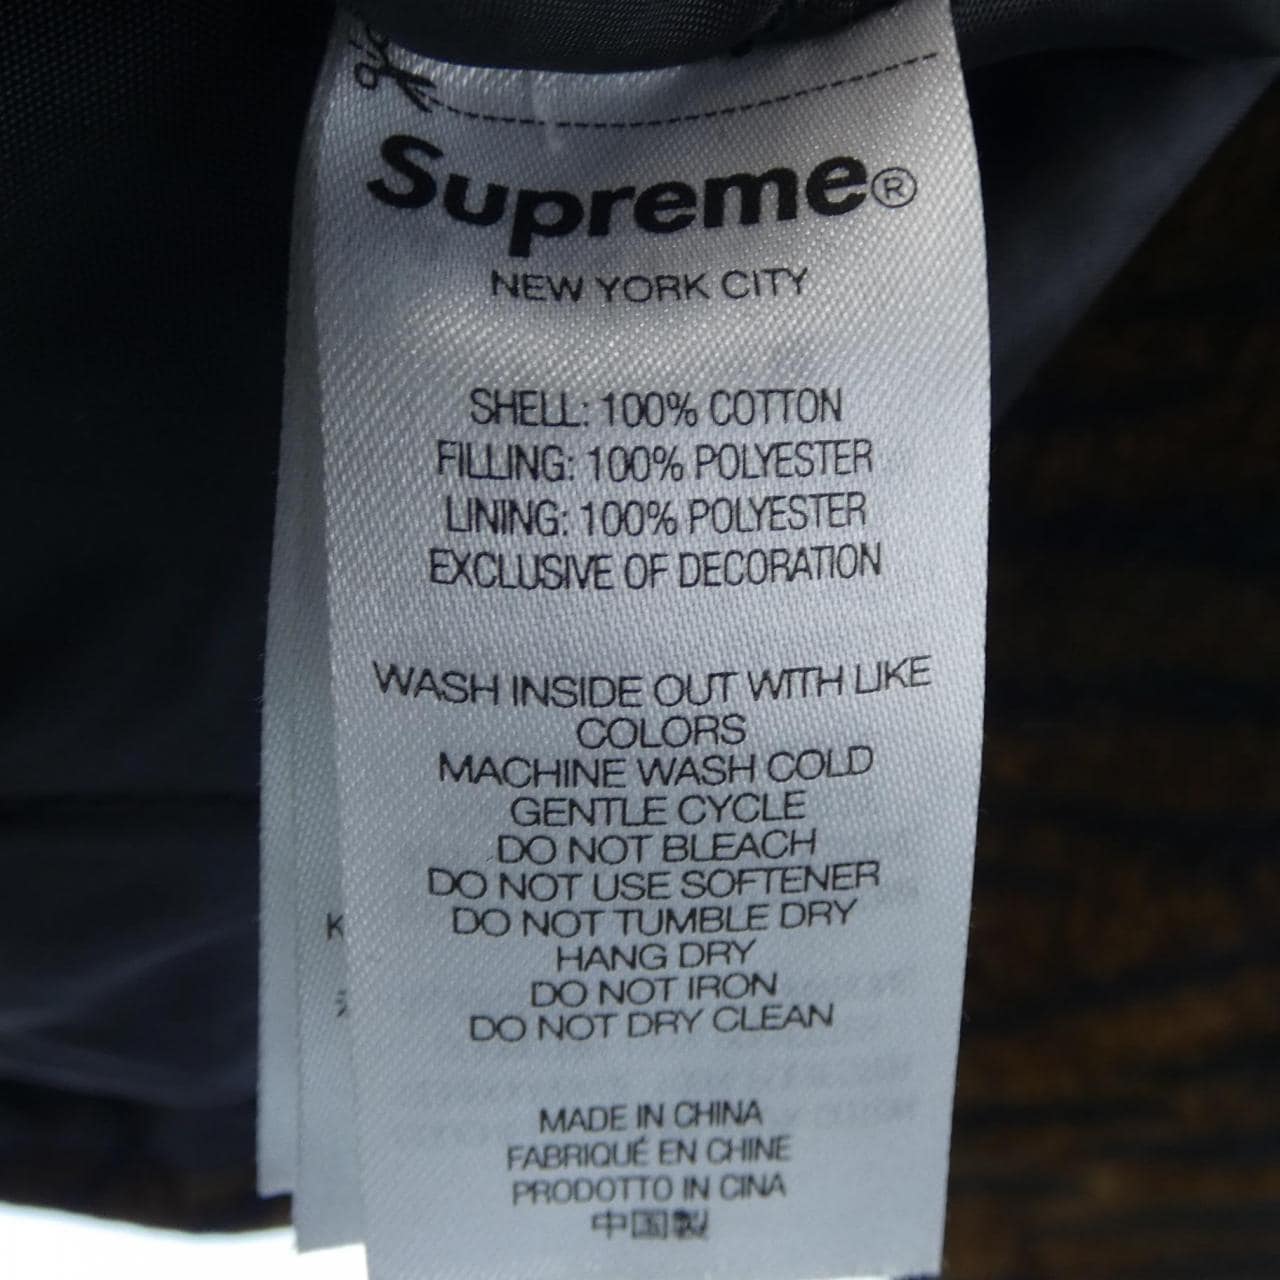 Supreme®
NEW YORK CITY
SHELL: 100% COTTON
FILLING: 100% POLYESTER
LINING: 100% POLYESTER
EXCLUSIVE OF DECORATION
WASH INSIDE OUT WITH LIKE
COLORS
MACHINE WASH COLD
GENTLE CYCLE
DO NOT BLEACH
DO NOT USE SOFTENER
DO NOT TUMBLE DRY
HANG DRY
DO NOT IRON
DO NOT DRY CLEAN
MADE IN CHINA
FABRIQUÉ EN CHINE
PRODOTTO IN CINA
中国製